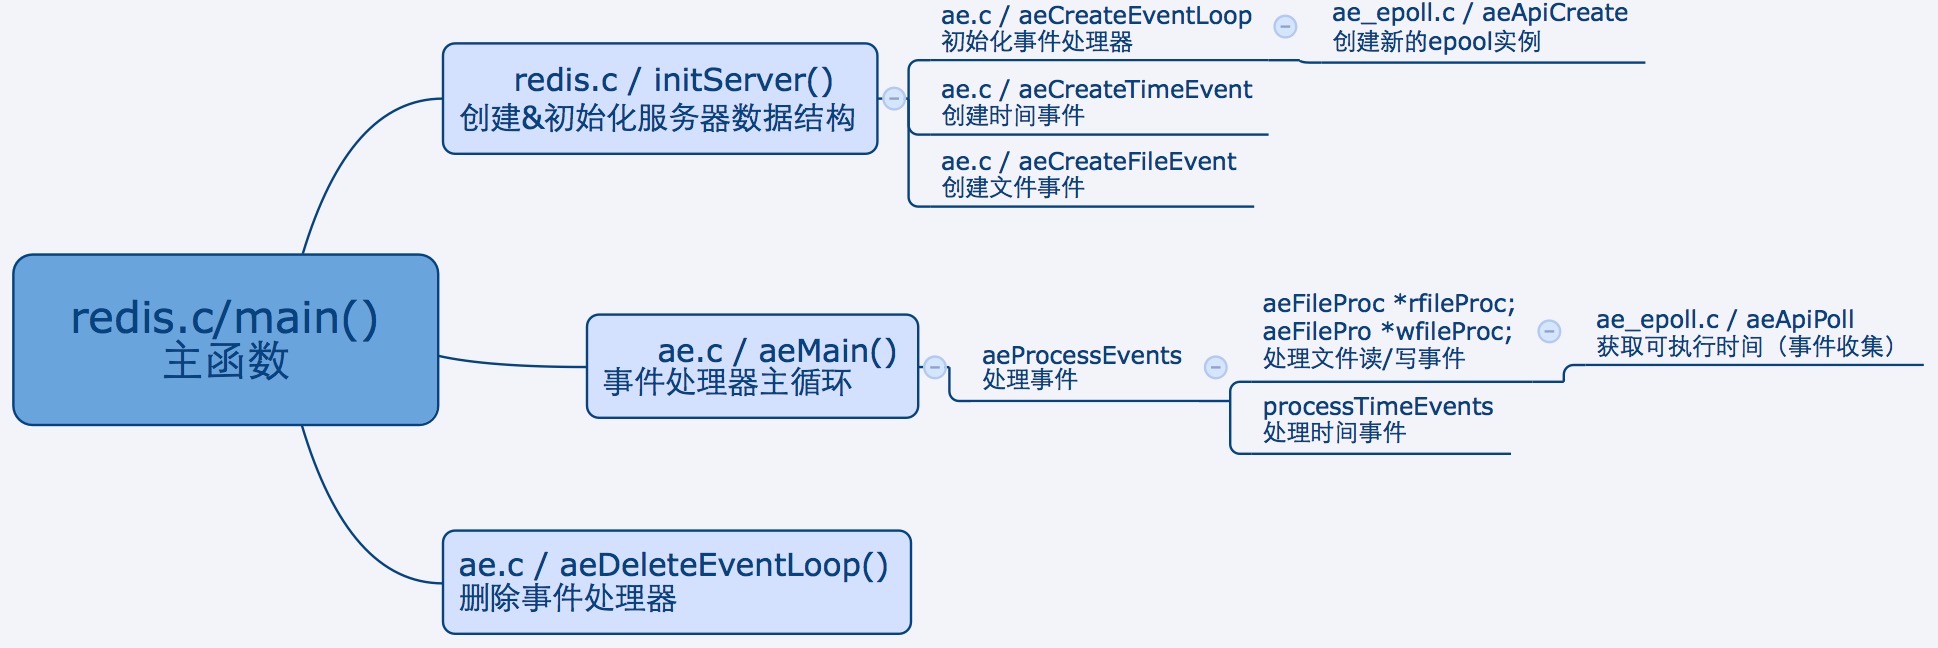 redis.c/main()
主函数
redis.c / initServer()
创建&初始化服务器数据结构
ae.c / aeCreateEventLoop
初始化事件处理器
ae_epoll.c / aeApiCreate
创建新的epool实例
ae.c / aeCreateTimeEvent
创建时间事件
ae.c / aeCreateFileEvent
创建文件事件
ae.c / aeMain()
事件处理器主循环
aeProcessEvents
处理事件
aeFileProc *rfileProc;
aeFilePro *wfileProc;
处理文件读/写事件
ae_epoll.c / aeApiPoll
获取可执行时间（事件收集）
processTimeEvents
处理时间事件
ae.c / aeDeleteEventLoop()
删除事件处理器